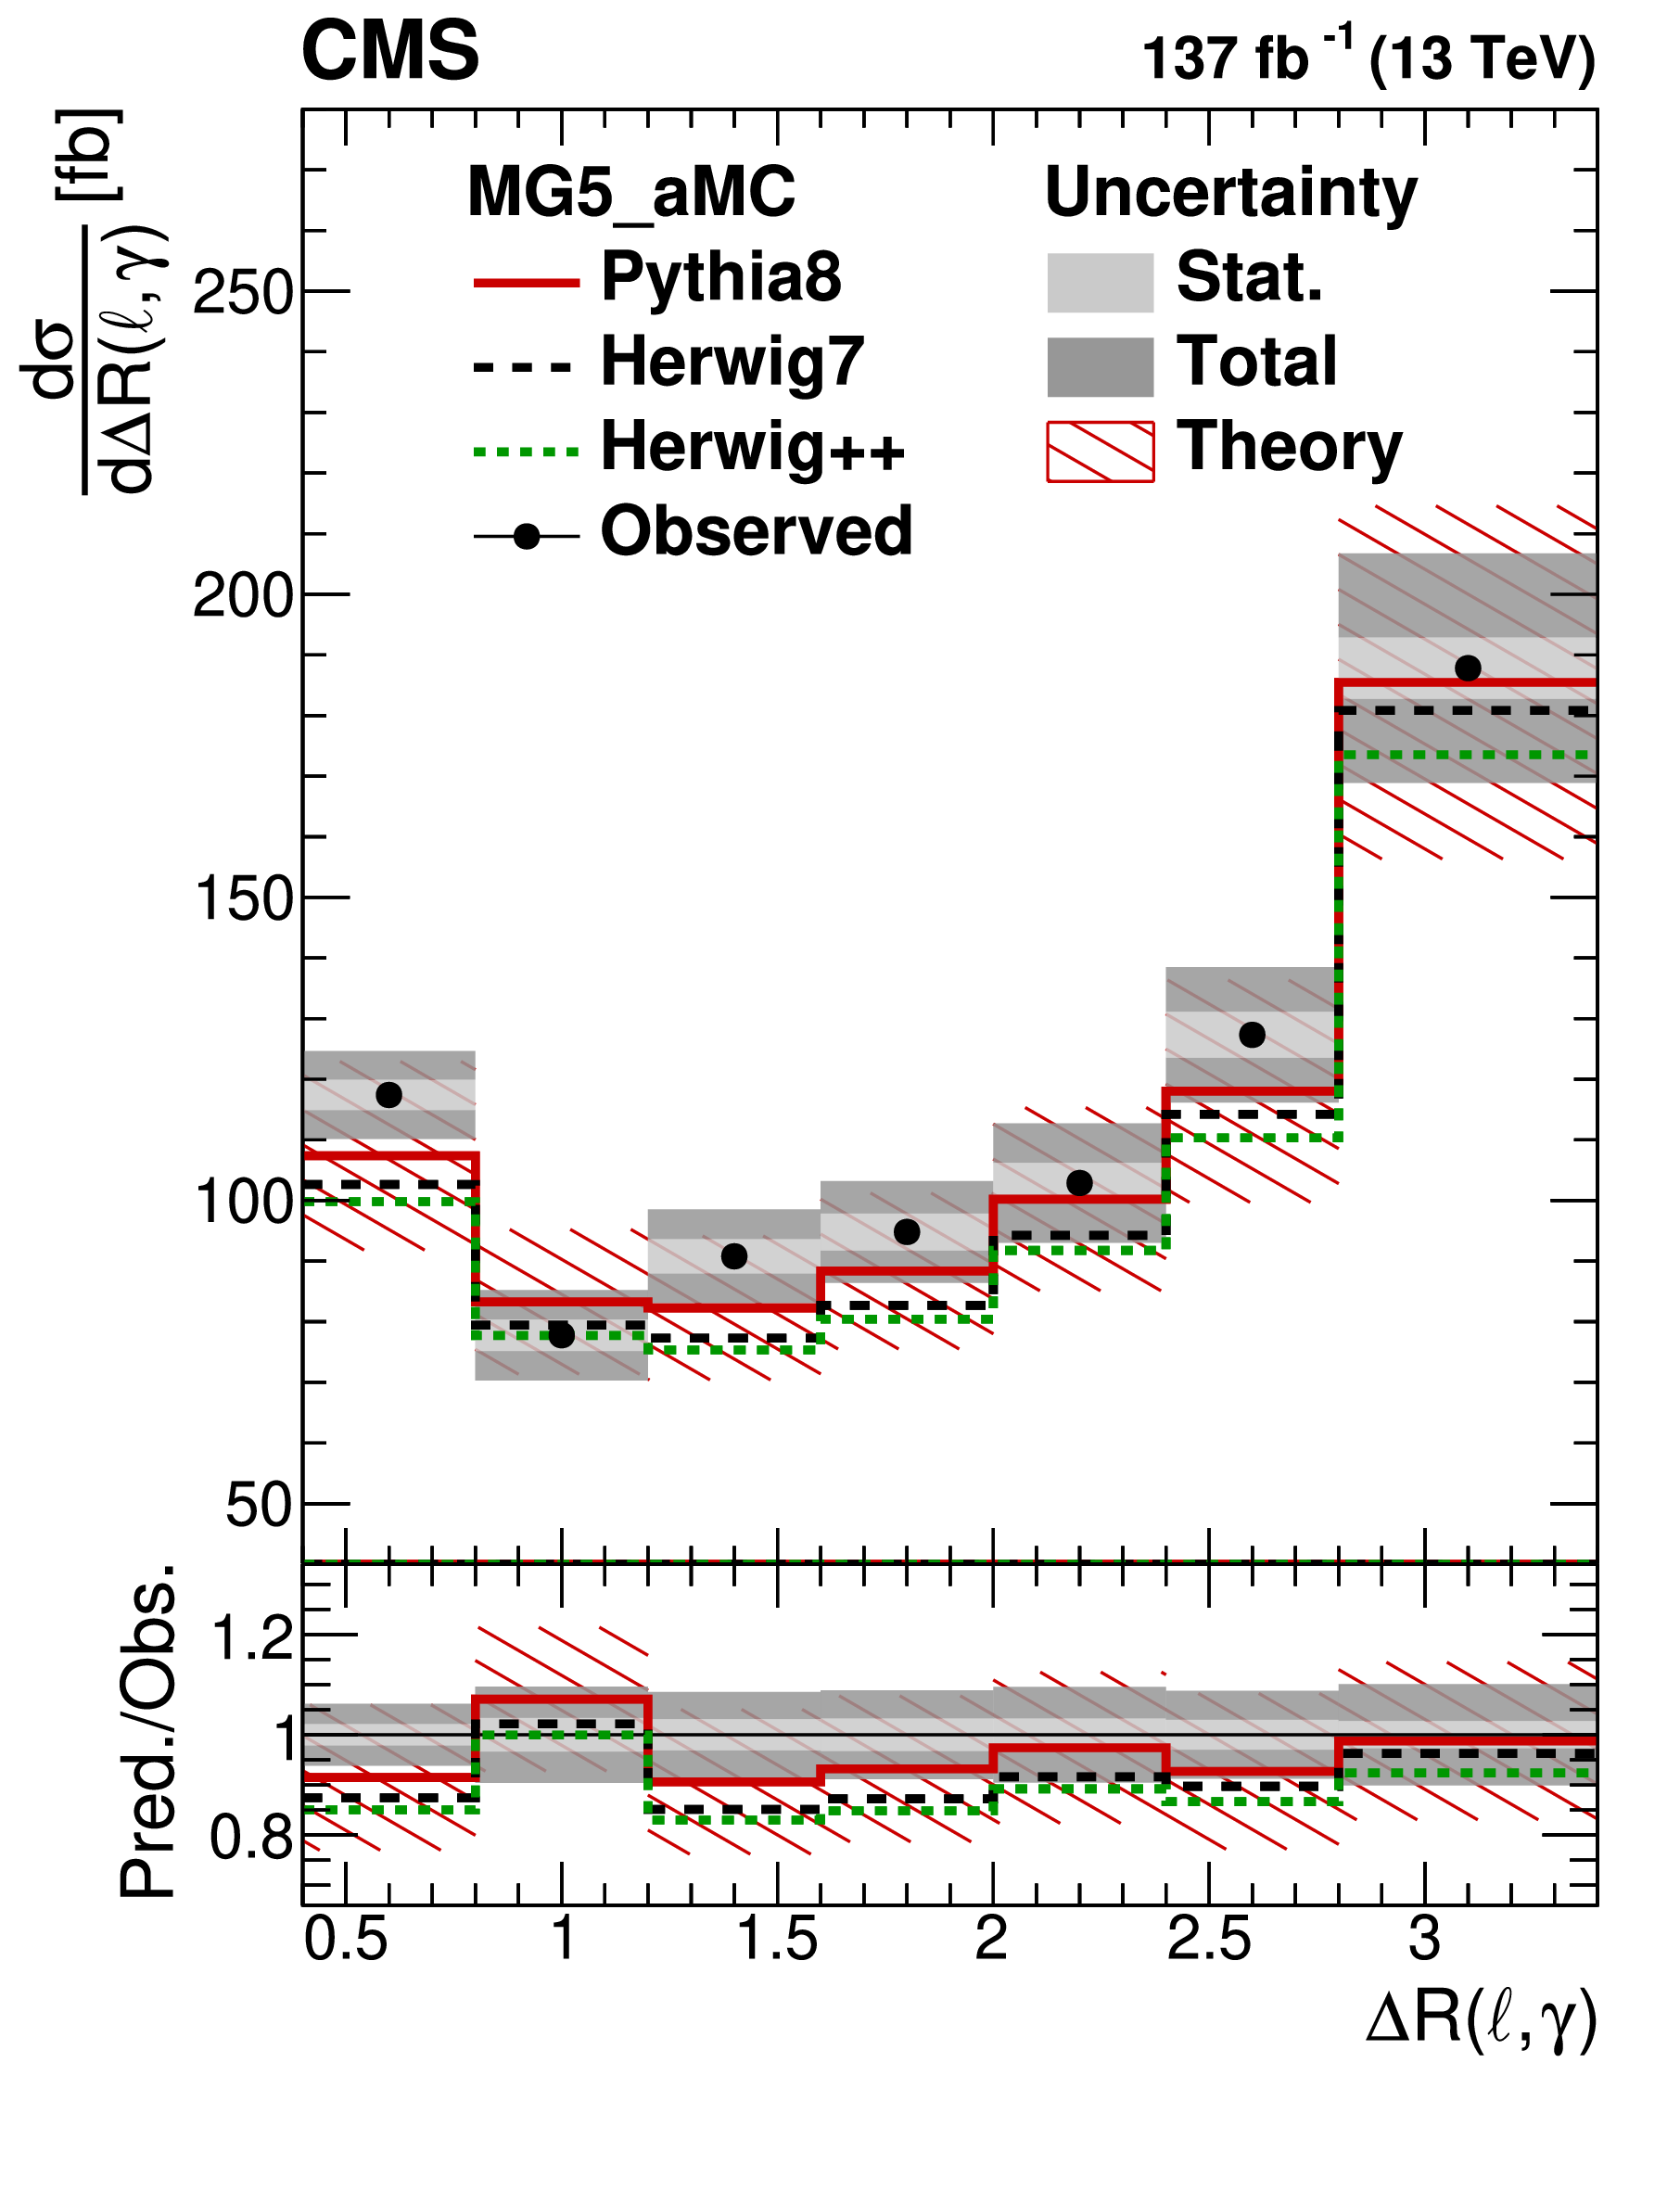 CMS
137 fb -1 (13 TeV)
dσ
dΔR(ℓ,γ)
[fb]
MG5_aMC
Pythia8
Herwig7
Herwig++
Observed
Uncertainty
Stat.
Total
Theory
250
200
150
100
50
Pred./Obs.
1.2
1
0.8
0.5 1 1.5 2 2.5 3
ΔR(ℓ,γ)